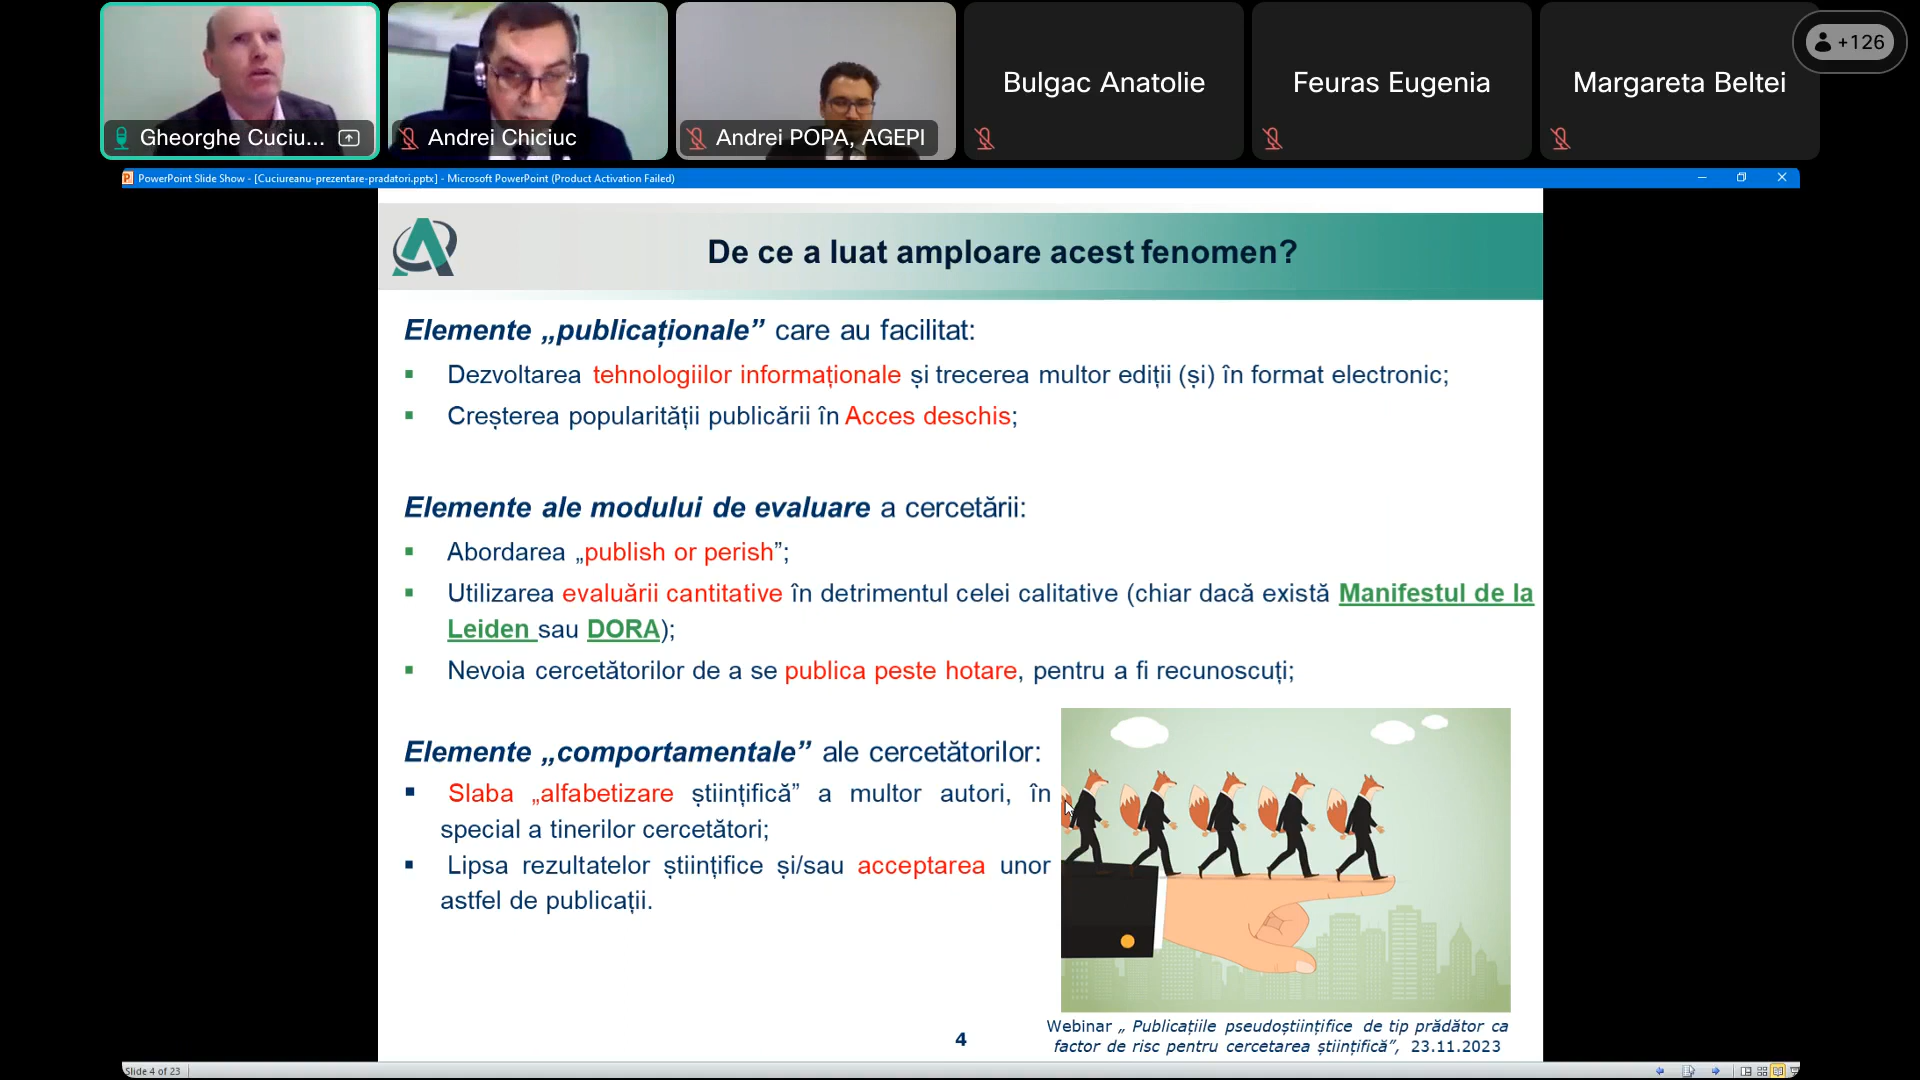 Gheorghe Cuciu...
Andrei Chiciuc
Andrei POPA, AGEPI
Bulgac Anatolie
Feuras Eugenia
Margareta Beltei
+126
PowerPoint Slide Show - [Cuciureanu-prezentare-pradatori.pptx] - Microsoft PowerPoint (Product Activation Failed)
De ce a luat amploare acest fenomen?
Elemente „publicaționale” care au facilitat:
Dezvoltarea tehnologiilor informaționale și trecerea multor ediții (și) în format electronic;
Creșterea popularității publicării în Acces deschis;
Elemente ale modului de evaluare a cercetării:
Abordarea „publish or perish”;
Utilizarea evaluării cantitative în detrimentul celei calitative (chiar dacă există Manifestul de la
Leiden sau DORA);
Nevoia cercetătorilor de a se publica peste hotare, pentru a fi recunoscuți;
Elemente „comportamentale” ale cercetătorilor:
Slaba „alfabetizare științifică” a multor autori, în
special a tinerilor cercetători;
Lipsa rezultatelor științifice și/sau acceptarea unor
astfel de publicații.
4
Webinar „ Publicațiile pseudoștiințifice de tip prădător ca
factor de risc pentru cercetarea științifică”, 23.11.2023
Slide 4 of 23